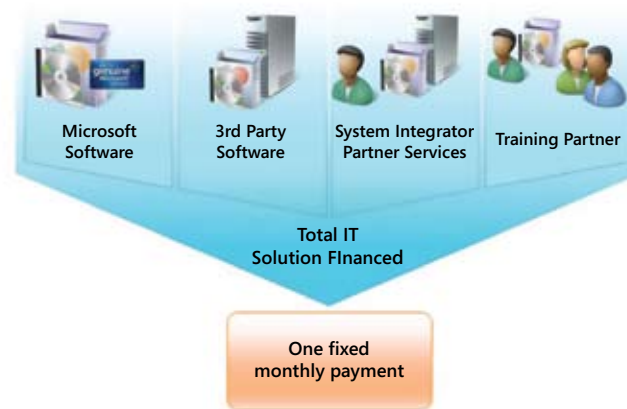 genuine
Microsoft
Software
3rd Party
Software
System Integrator
Partner Services
Training Partner
Total IT
Solution FInanced
One fixed
monthly payment